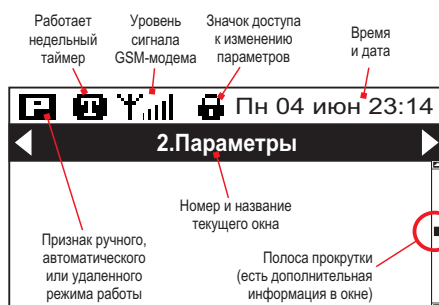 Работает
недельный
таймер
Уровень
сигнала
GSM-модема
Значок доступа
к изменению
параметров
Время
и дата
P T Пн 04 июн 23:14
2.Параметры
Номер и название
текущего окна
Признак ручного,
автоматического
или удаленного
режима работы
Полоса прокрутки
(есть дополнительная
информация в окне)